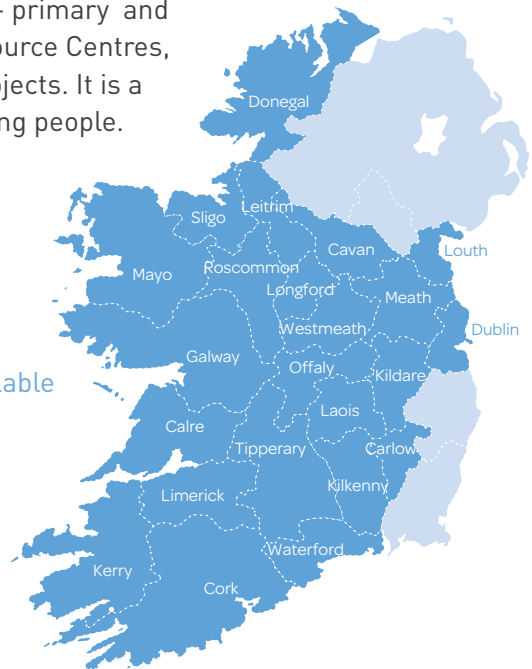 - primary and
ource Centres,
jects. It is a
ng people.
Donegal
Leitrim
Sligo
Cavan
Louth
Mayo
Roscommon
Longford
Meath
Westmeath
Dublin
Galway
Offaly
Kildare
lable
Laois
Calre
Tipperary
Carlow
Kilkenny
Limerick
Waterford
Kerry
Cork